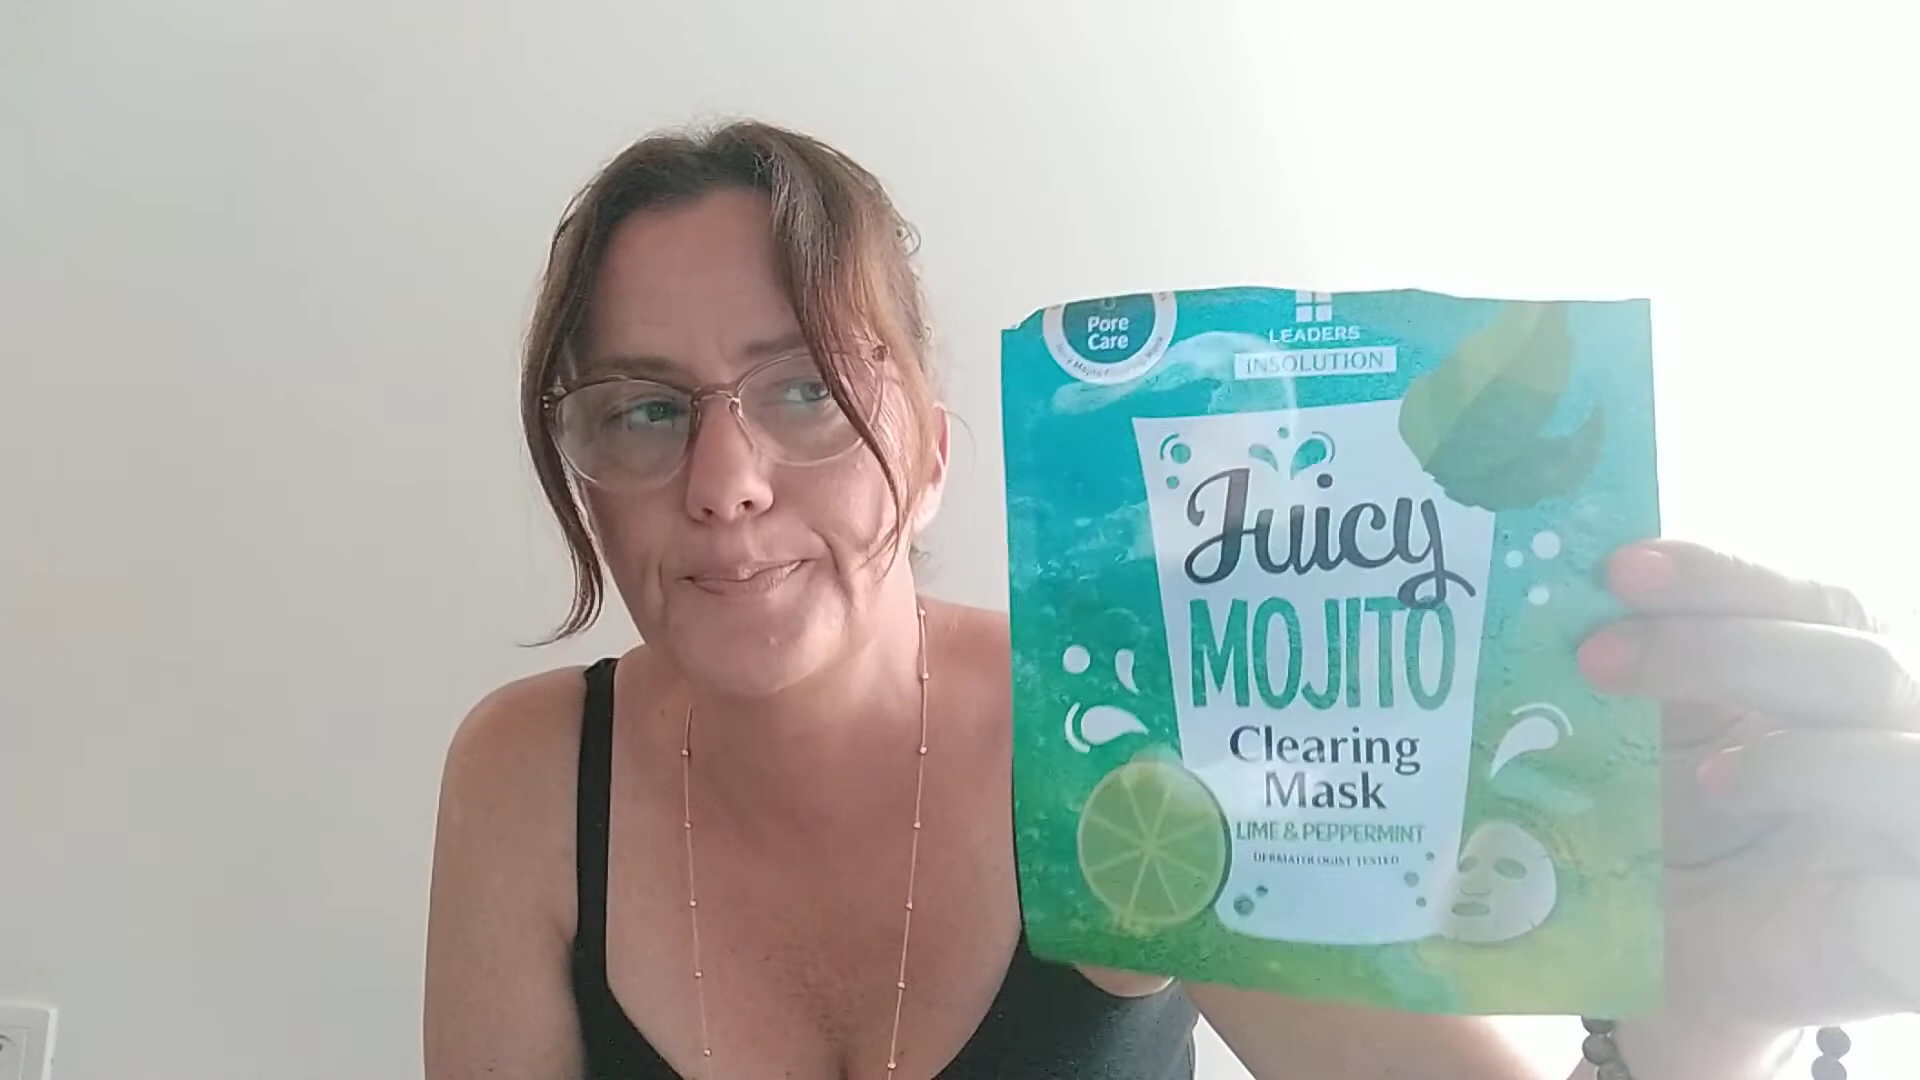 Pore
Care
LEADERS
INSOLUTION
Juicy
MOJITO
Clearing
Mask
LIME & PEPPERMINT
DERMATOLOGIST TESTED